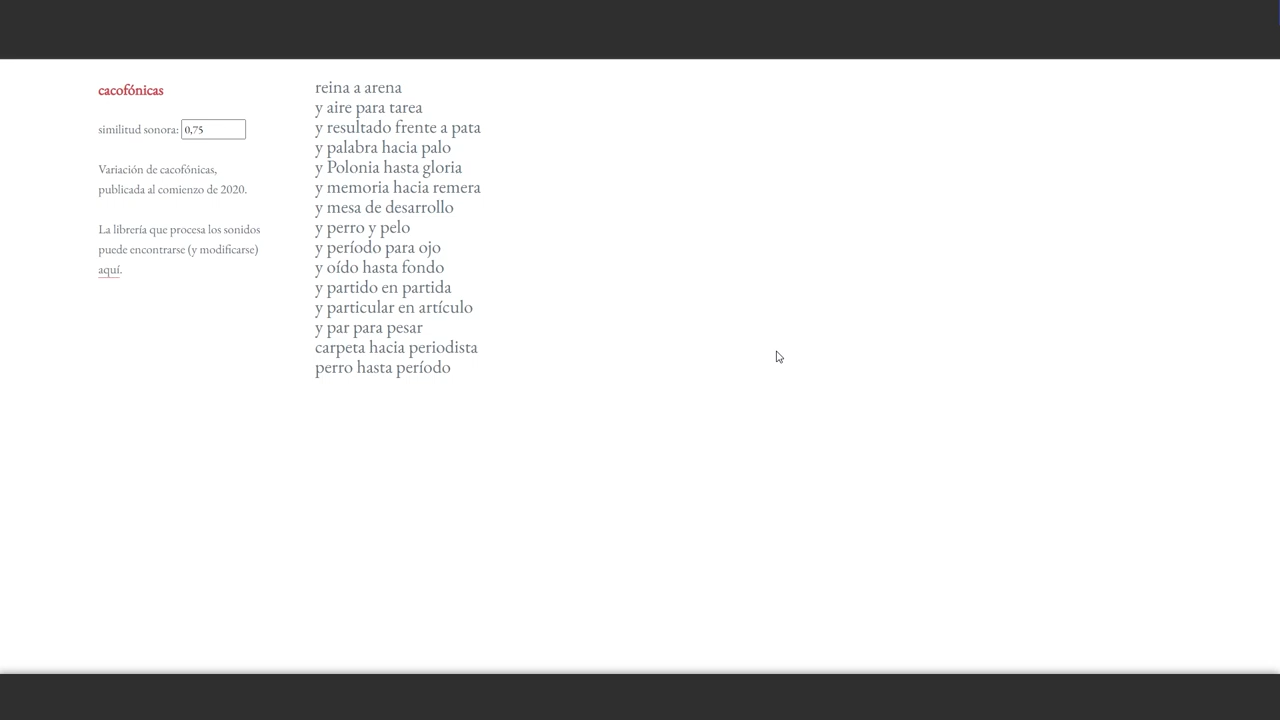 cacofónicas
similitud sonora: 0,75
Variación de cacofónicas,
publicada al comienzo de 2020.
La librería que procesa los sonidos
puede encontrarse (y modificarse)
aquí.
reina a arena
y aire para tarea
y resultado frente a pata
y palabra hacia palo
y Polonia hasta gloria
y memoria hacia remera
y mesa de desarrollo
y perro y pelo
y período para ojo
y oído hasta fondo
y partido en partida
y particular en artículo
y par para pesar
carpeta hacia periodista
perro hasta período